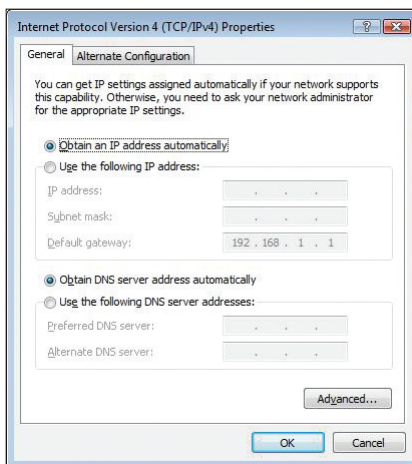 Internet Protocol Version 4 (TCP/IPv4) Properties
General
Alternate Configuration
You can get IP settings assigned automatically if your network supports
this capability. Otherwise, you need to ask your network administrator
for the appropriate IP settings.
Obtain an IP address automatically
Use the following IP address:
IP address:
. . .
Subnet mask:
. . .
Default gateway:
192 . 168 . 1 . 1
Obtain DNS server address automatically
Use the following DNS server addresses:
Preferred DNS server:
. . .
Alternate DNS server:
. . .
Advanced...
OK
Cancel